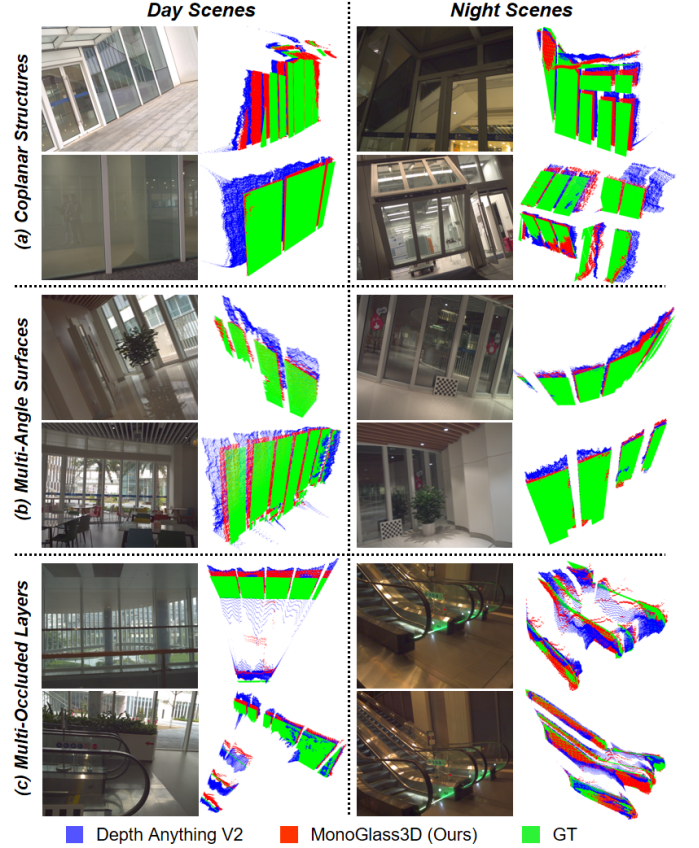 Day Scenes
Night Scenes
(a) Coplanar Structures
(b) Multi-Angle Surfaces
(c) Multi-Occluded Layers
Depth Anything V2
MonoGlass3D (Ours)
GT